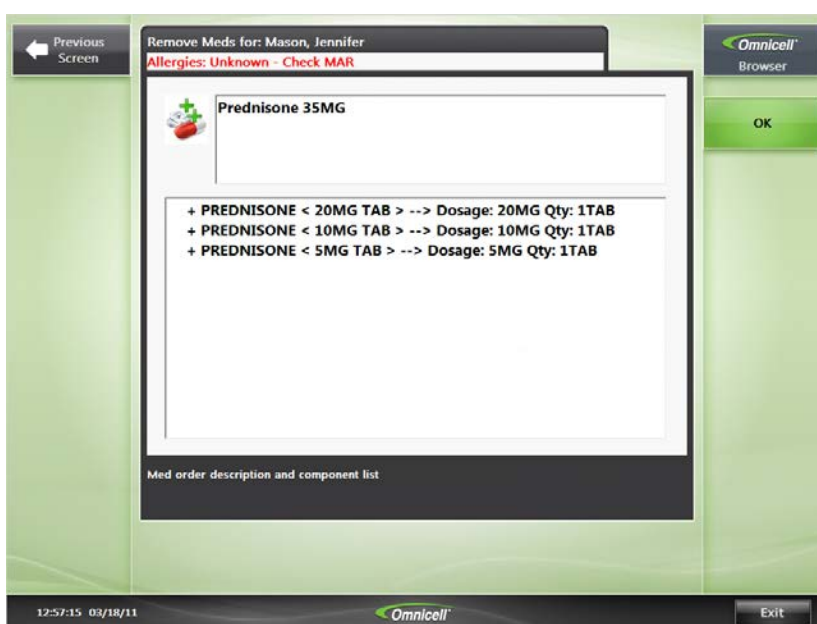 Previous
Screen
Remove Meds for: Mason, Jennifer
Allergies: Unknown - Check MAR
Omnicell
Browser
Prednisone 35MG
OK
+ PREDNISONE < 20MG TAB > --> Dosage: 20MG Qty: 1TAB
+ PREDNISONE < 10MG TAB > --> Dosage: 10MG Qty: 1TAB
+ PREDNISONE < 5MG TAB > --> Dosage: 5MG Qty: 1TAB
Med order description and component list
12:57:15 03/18/11
Omnicell
Exit